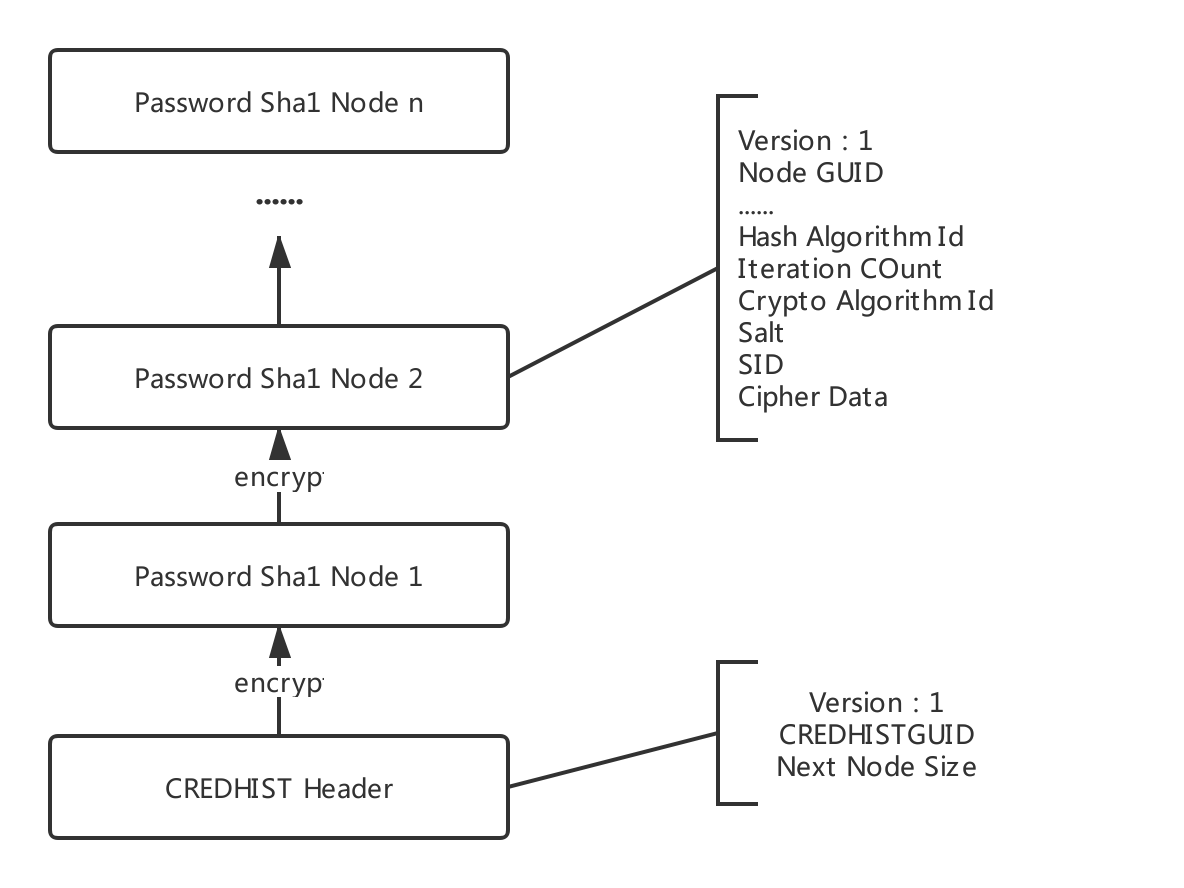 Password Sha1 Node n
......
Version : 1
Node GUID
......
Hash Algorithm Id
Iteration COunt
Crypto Algorithm Id
Salt
SID
Cipher Data
Password Sha1 Node 2
encryp
Password Sha1 Node 1
encryp
CREDHIST Header
Version : 1
CREDHISTGUID
Next Node Size